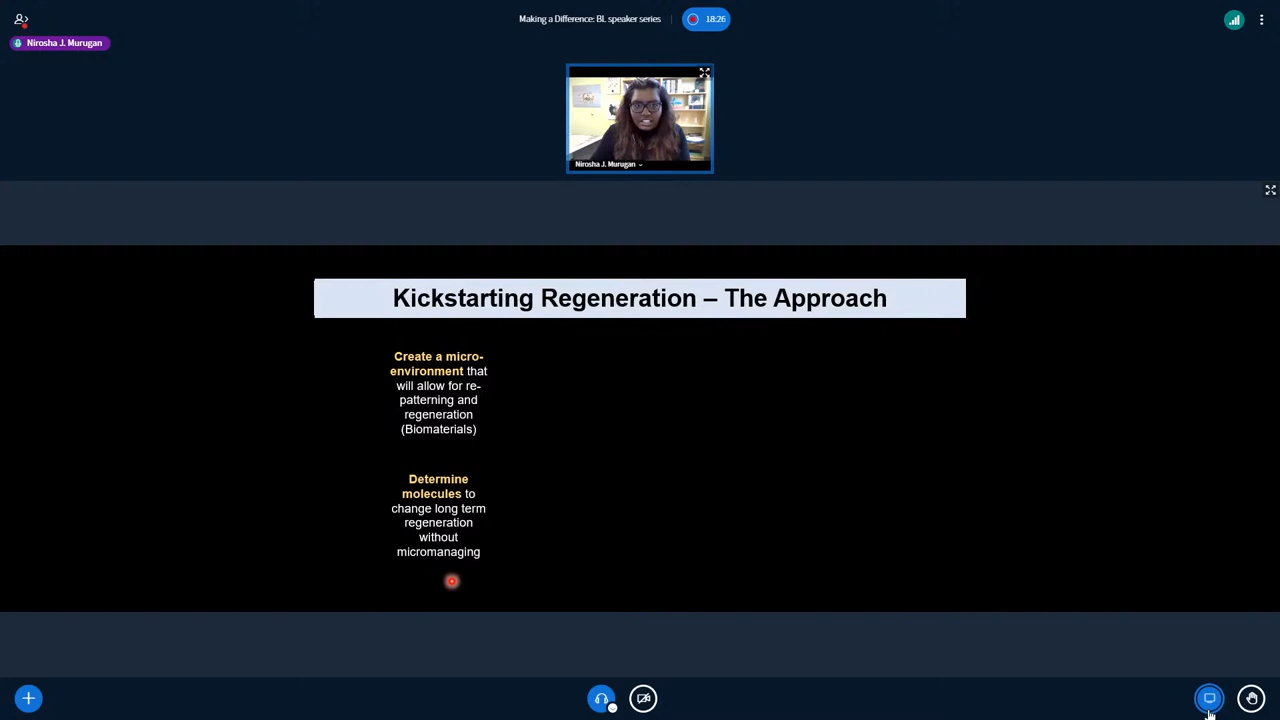 Making a Difference: BL speaker series
18:26
Nirosha J. Murugan
Nirosha J. Murugan
Kickstarting Regeneration – The Approach
Create a micro-
environment that
will allow for re-
patterning and
regeneration
(Biomaterials)
Determine
molecules to
change long term
regeneration
without
micromanaging